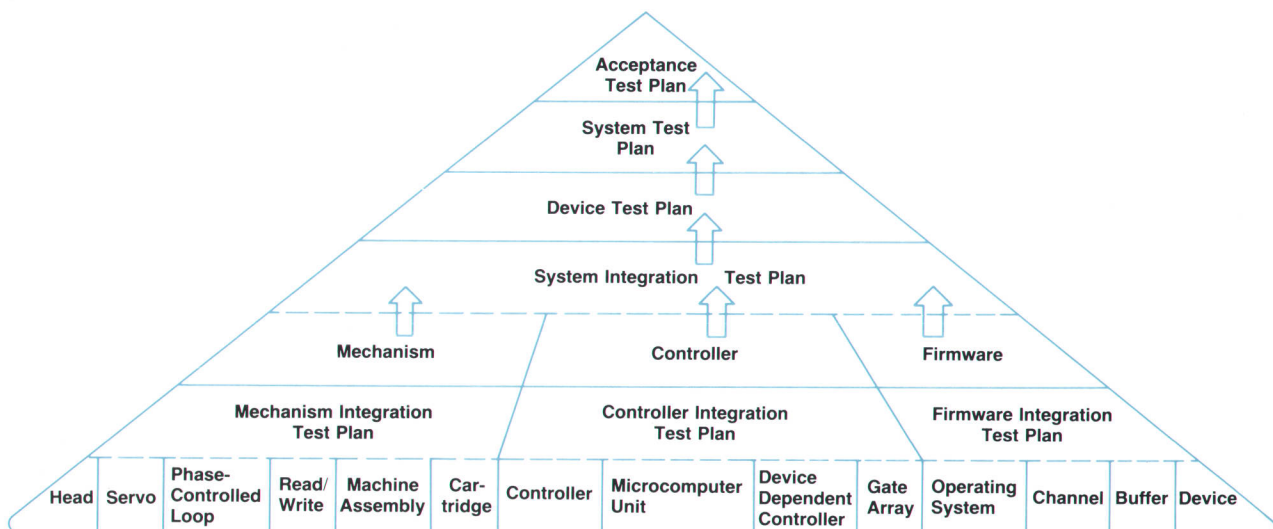 Acceptance
Test Plan
System Test
Plan
Device Test Plan
System Integration Test Plan
Mechanism
Controller
Firmware
Mechanism Integration
Test Plan
Controller Integration
Test Plan
Firmware Integration
Test Plan
Head
Servo
Phase-
Controlled
Loop
Read/
Write
Machine
Assembly
Car-
tridge
Controller
Microcomputer
Unit
Device
Dependent
Controller
Gate
Array
Operating
System
Channel
Buffer
Device